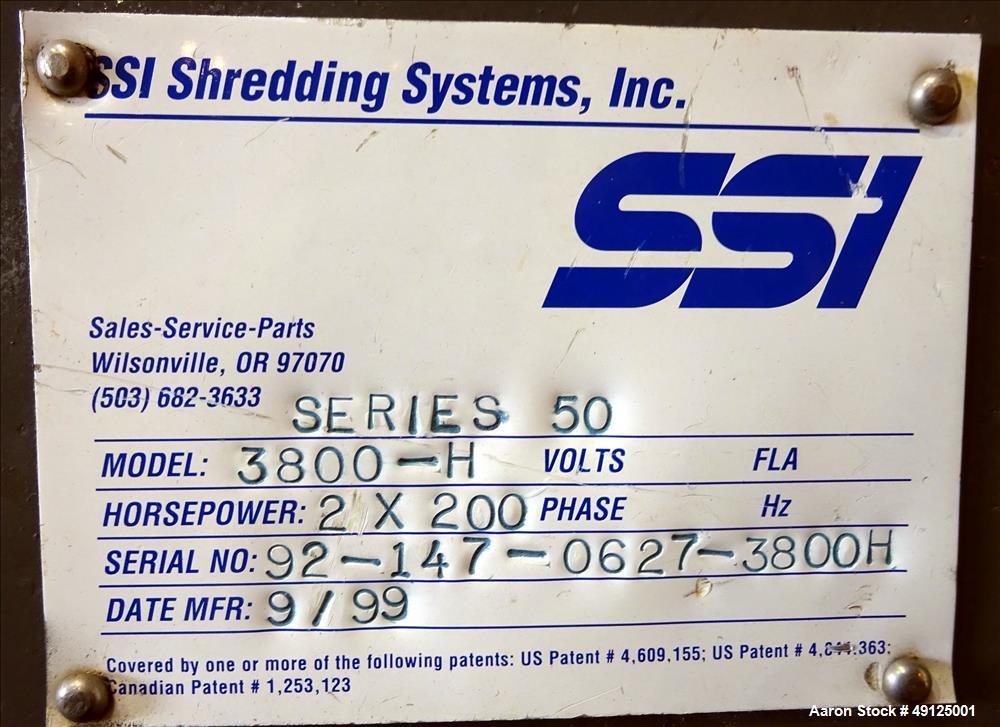 SSI Shredding Systems, Inc.
SSI
Sales-Service-Parts
Wilsonville, OR 97070
(503) 682-3633
SERIES 50
MODEL: 3800-H VOLTS FLA
HORSEPOWER: 2 X 200 PHASE Hz
SERIAL NO: 92-147-0627-3800H
DATE MFR: 9/99
Covered by one or more of the following patents: US Patent # 4,609,155; US Patent #
Canadian Patent # 1,253,123
Aaron Stock # 49125001